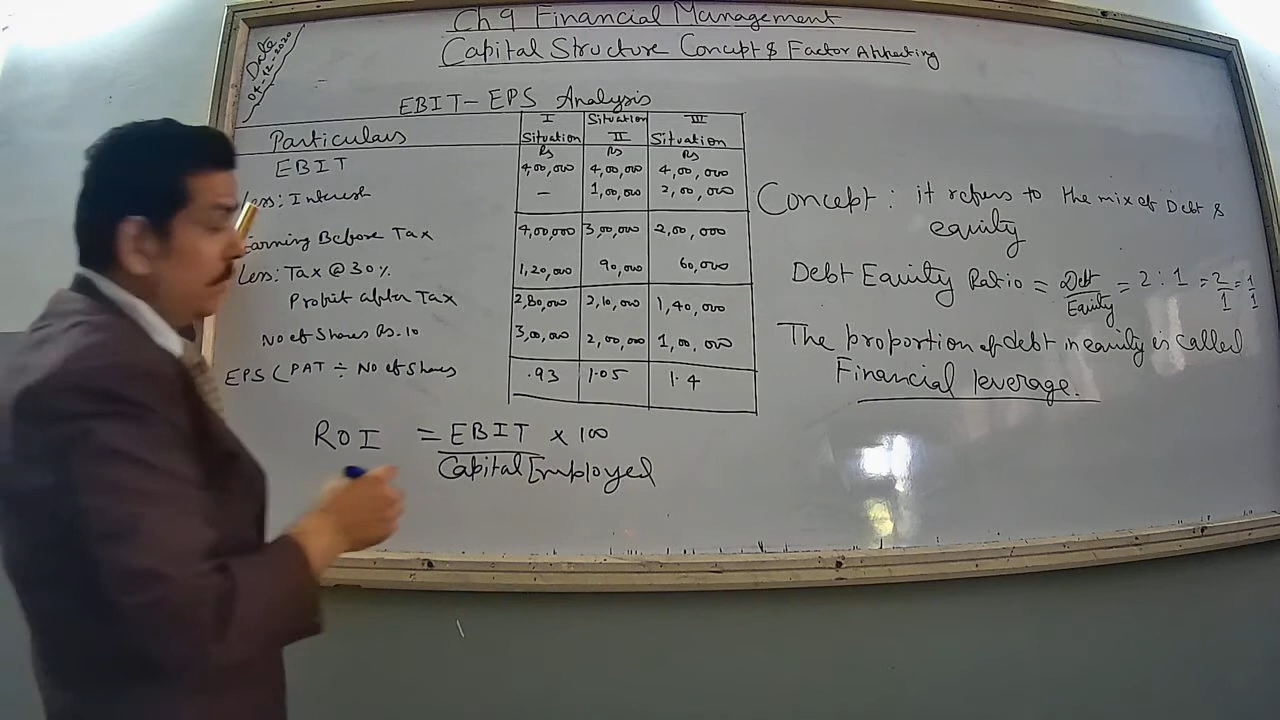 Date
04-12-2020
Ch 9 Financial Management
Capital Structure Concept & Factor Affecting
EBIT - EPS Analysis
Particulars I Situation Situation II III Situation
Rs Rs Rs
EBIT 4,00,000 4,00,000 4,00,000
Less: Interest - 1,00,000 2,00,000
Earning Before Tax 4,00,000 3,00,000 2,00,000
Less: Tax @ 30% 1,20,000 90,000 60,000
Profit after Tax 2,80,000 2,10,000 1,40,000
No of Shares Rs.10 3,00,000 2,00,000 1,00,000
EPS (PAT ÷ No of Shares .93 1.05 1.4
ROI = EBIT / Capital Employed × 100
Concept : it refers to the mix of Debt &
equity
Debt Equity Ratio = Debt / Equity = 2 : 1 = 2/1 = 1/1
The proportion of debt in equity is called
Financial leverage.